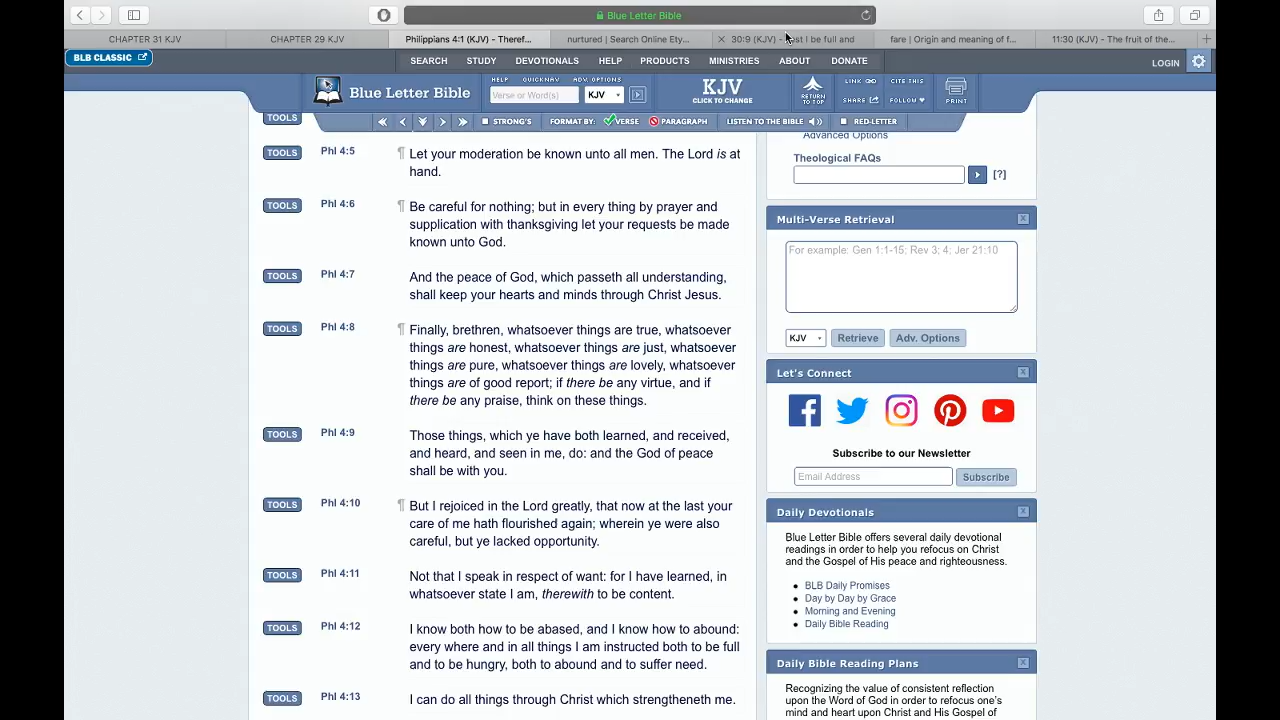 Blue Letter Bible
CHAPTER 31 KJV
CHAPTER 29 KJV
Philippians 4:1 (KJV) - Theref...
nurtured | Search Online Ety...
30:9 (KJV) - st I be full and
fare | Origin and meaning of f...
11:30 (KJV) - The fruit of the...
BLB CLASSIC
SEARCH STUDY DEVOTIONALS HELP PRODUCTS MINISTRIES ABOUT DONATE
LOGIN
Blue Letter Bible
HELP QUICKNAV ADV. OPTIONS
Verse or Word(s) KJV
KJV
CLICK TO CHANGE
RETURN
TO TOP
LINK
SHARE
CITE THIS
FOLLOW
PRINT
STRONG'S FORMAT BY: VERSE PARAGRAPH LISTEN TO THE BIBLE RED-LETTER
TOOLS
TOOLS Phl 4:5 ¶ Let your moderation be known unto all men. The Lord is at
hand.
TOOLS Phl 4:6 ¶ Be careful for nothing; but in every thing by prayer and
supplication with thanksgiving let your requests be made
known unto God.
TOOLS Phl 4:7 And the peace of God, which passeth all understanding,
shall keep your hearts and minds through Christ Jesus.
TOOLS Phl 4:8 ¶ Finally, brethren, whatsoever things are true, whatsoever
things are honest, whatsoever things are just, whatsoever
things are pure, whatsoever things are lovely, whatsoever
things are of good report; if there be any virtue, and if
there be any praise, think on these things.
TOOLS Phl 4:9 Those things, which ye have both learned, and received,
and heard, and seen in me, do: and the God of peace
shall be with you.
TOOLS Phl 4:10 ¶ But I rejoiced in the Lord greatly, that now at the last your
care of me hath flourished again; wherein ye were also
careful, but ye lacked opportunity.
TOOLS Phl 4:11 Not that I speak in respect of want: for I have learned, in
whatsoever state I am, therewith to be content.
TOOLS Phl 4:12 I know both how to be abased, and I know how to abound:
every where and in all things I am instructed both to be full
and to be hungry, both to abound and to suffer need.
TOOLS Phl 4:13 I can do all things through Christ which strengtheneth me.
Advanced Options
Theological FAQs
[?]
Multi-Verse Retrieval
For example: Gen 1:1-15; Rev 3; 4; Jer 21:10
KJV Retrieve Adv. Options
Let's Connect
Subscribe to our Newsletter
Email Address Subscribe
Daily Devotionals
Blue Letter Bible offers several daily devotional
readings in order to help you refocus on Christ
and the Gospel of His peace and righteousness.
BLB Daily Promises
Day by Day by Grace
Morning and Evening
Daily Bible Reading
Daily Bible Reading Plans
Recognizing the value of consistent reflection
upon the Word of God in order to refocus one's
mind and heart upon Christ and His Gospel of